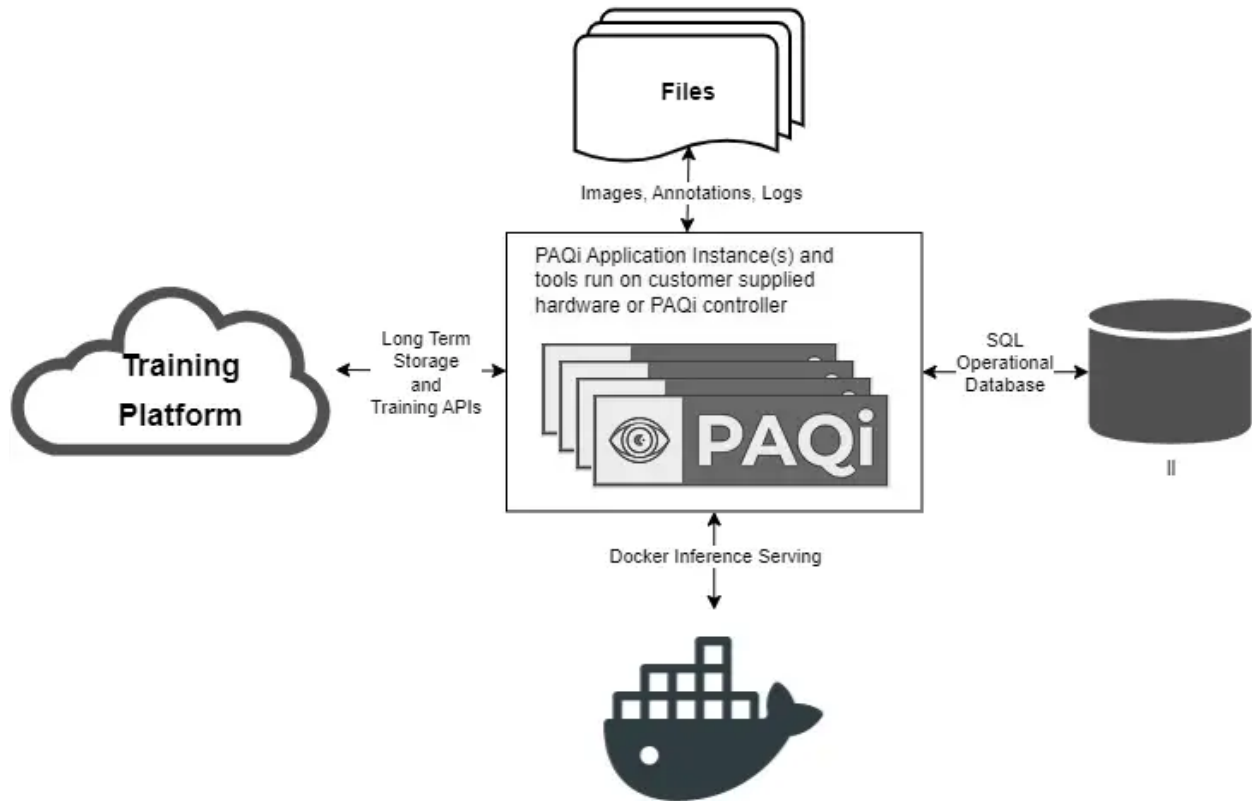 Files
Images, Annotations, Logs
PAQi Application Instance(s) and
tools run on customer supplied
hardware or PAQi controller
Training
Platform
Long Term
Storage
and
Training APIs
PAQi
SQL
Operational
Database
||
Docker Inference Serving